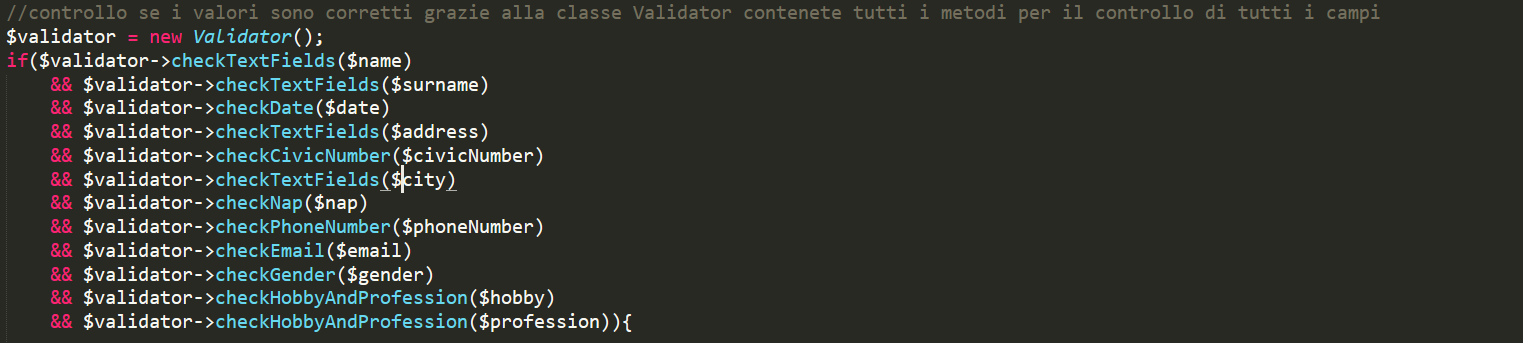 //controllo se i valori sono corretti grazie alla classe Validator contenete tutti i metodi per il controllo di tutti i campi
$validator = new Validator();
if($validator->checkTextFields($name)
    && $validator->checkTextFields($surname)
    && $validator->checkDate($date)
    && $validator->checkTextFields($address)
    && $validator->checkCivicNumber($civicNumber)
    && $validator->checkTextFields($city)
    && $validator->checkNap($nap)
    && $validator->checkPhoneNumber($phoneNumber)
    && $validator->checkEmail($email)
    && $validator->checkGender($gender)
    && $validator->checkHobbyAndProfession($hobby)
    && $validator->checkHobbyAndProfession($profession)){